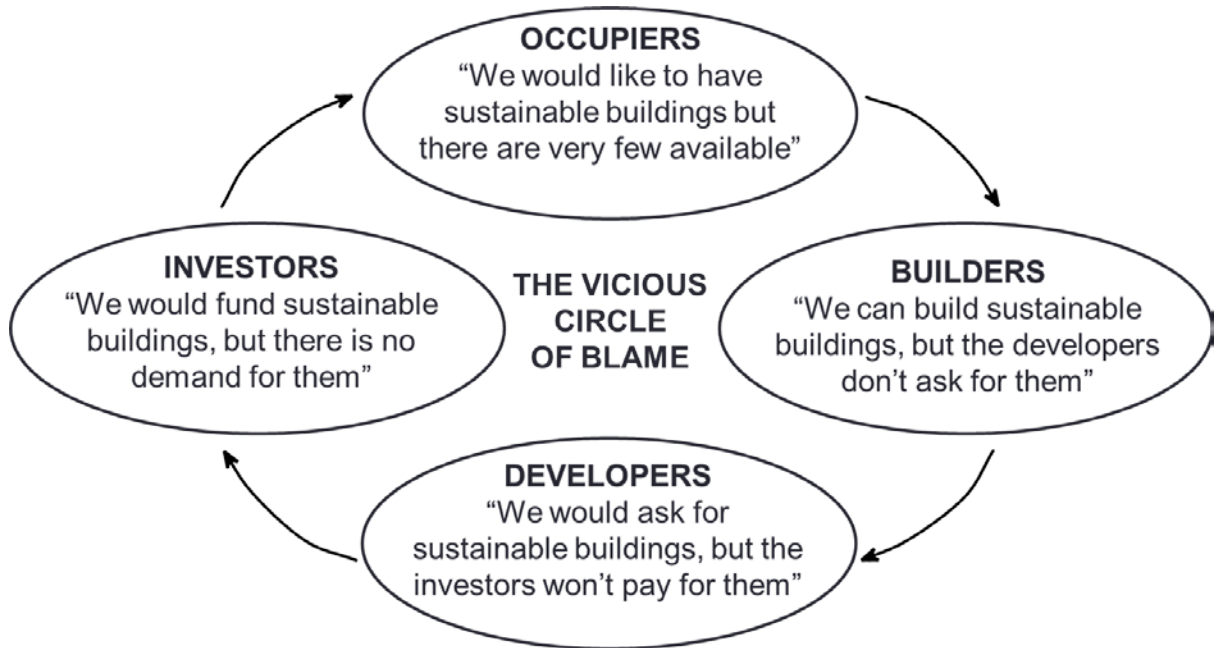 OCCUPIERS
“We would like to have
sustainable buildings but
there are very few available”
INVESTORS
“We would fund sustainable
buildings, but there is no
demand for them”
THE VICIOUS
CIRCLE
OF BLAME
BUILDERS
“We can build sustainable
buildings, but the developers
don’t ask for them”
DEVELOPERS
“We would ask for
sustainable buildings, but the
investors won’t pay for them”